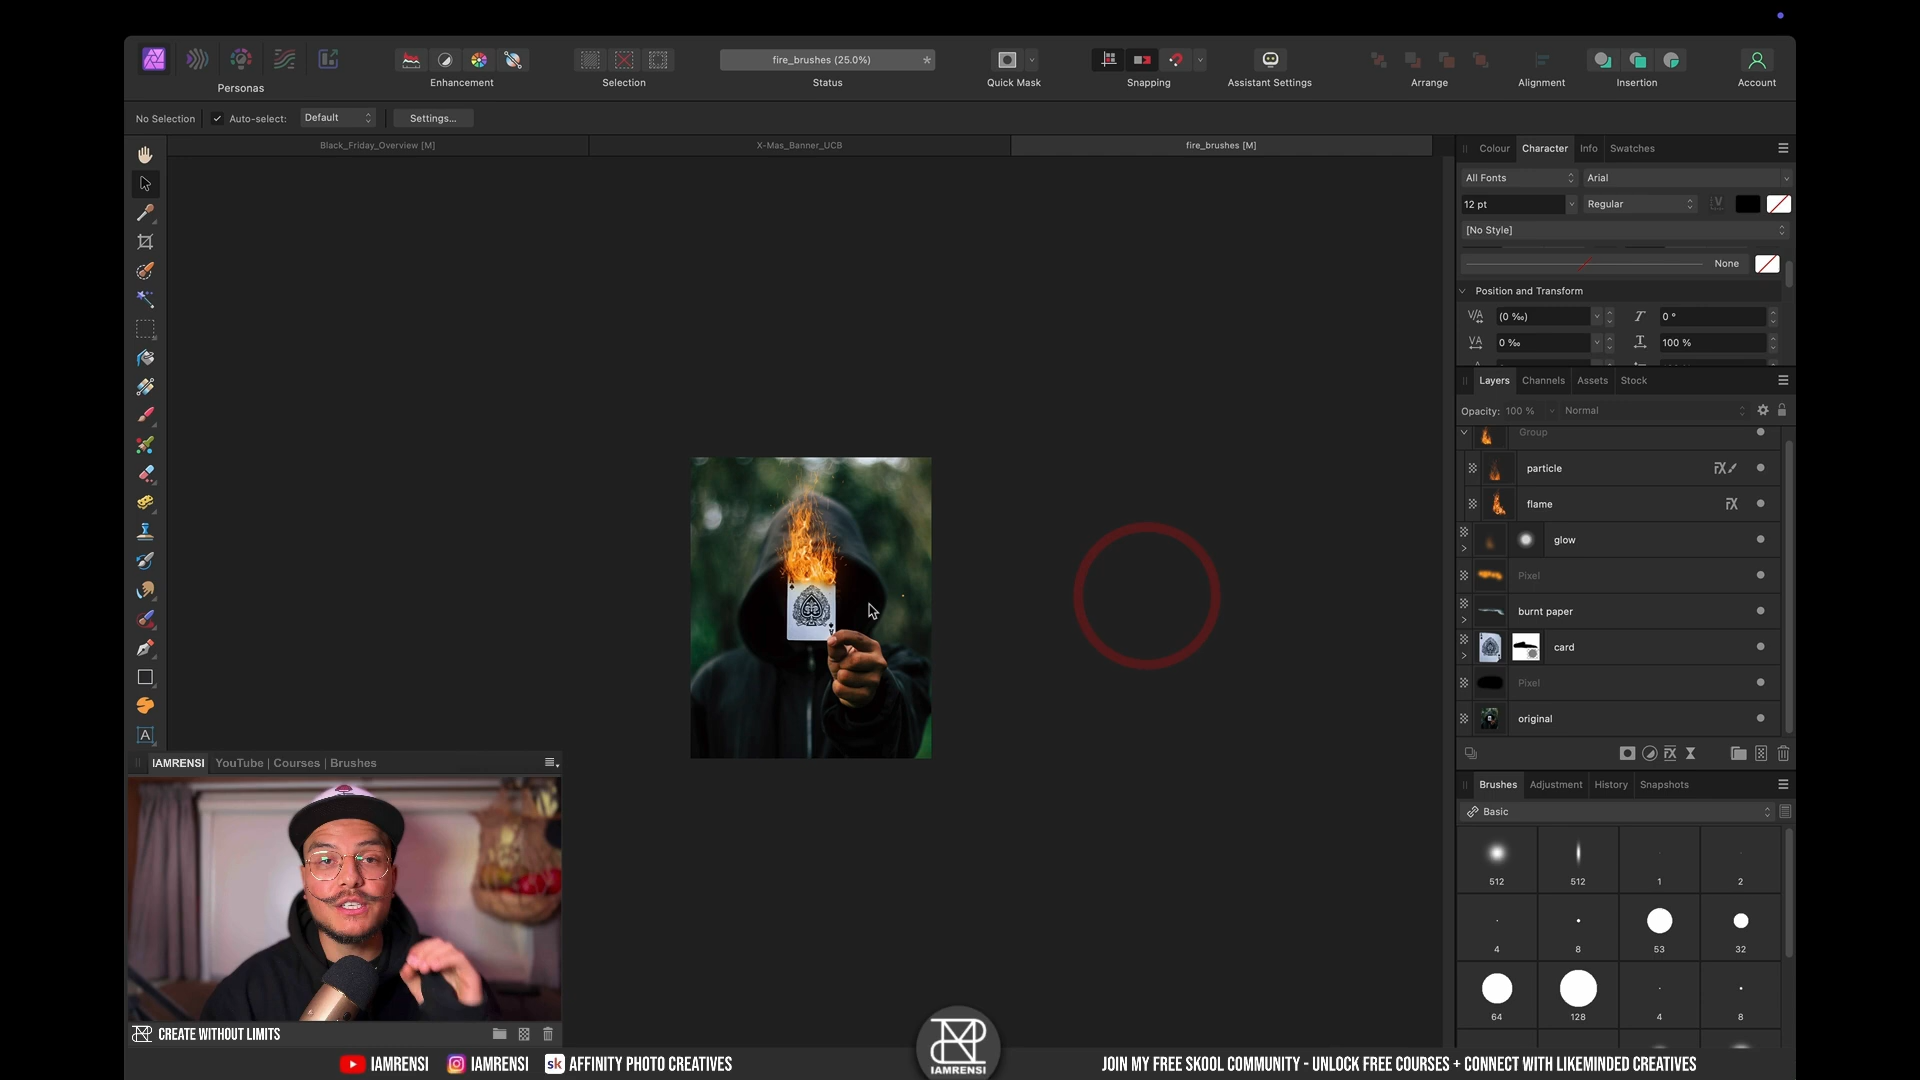 Personas
Enhancement
Selection
fire_brushes (25.0%)
*
Status
Quick Mask
Snapping
Assistant Settings
Arrange
Alignment
Insertion
Account
No Selection
Auto-select:
Default
Settings...
Black_Friday_Overview [M]
X-Mas_Banner_UCB
fire_brushes [M]
Colour
Character
Info
Swatches
All Fonts
Arial
12 pt
Regular
[No Style]
None
Position and Transform
(0 ‰)
0 °
0 ‰
100 %
Layers
Channels
Assets
Stock
Opacity:
100 %
Normal
Group
particle
flame
glow
Pixel
burnt paper
card
Pixel
original
Brushes
Adjustment
History
Snapshots
Basic
512
512
1
2
4
8
53
32
64
128
4
8
IAMRENSI
YouTube | Courses | Brushes
CREATE WITHOUT LIMITS
IAMRENSI
IAMRENSI
sk
AFFINITY PHOTO CREATIVES
IAMRENSI
JOIN MY FREE SKOOL COMMUNITY - UNLOCK FREE COURSES + CONNECT WITH LIKEMINDED CREATIVES